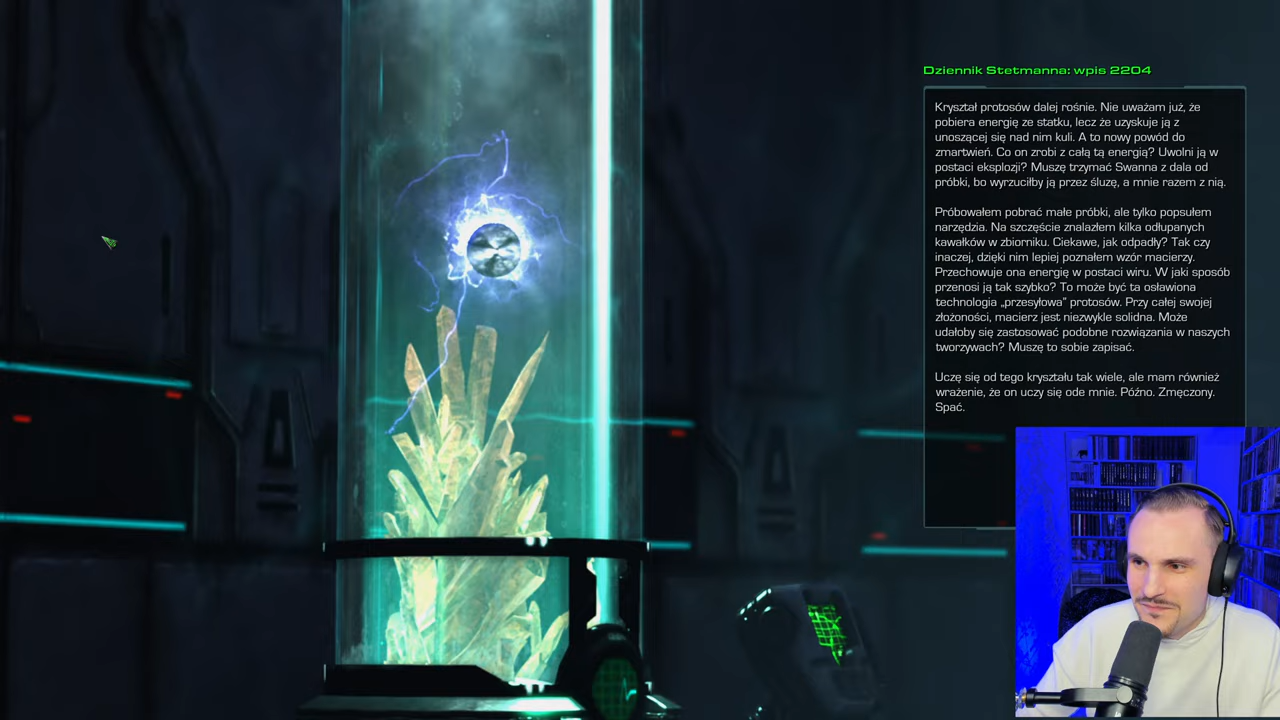 Dziennik Stetmanna: wpis 2204
Kryształ protosów dalej rośnie. Nie uważam już, że
pobiera energię ze statku, lecz że uzyskuje ją z
unoszącej się nad nim kuli. A to nowy powód do
zmartwień. Co on zrobi z całą tą energią? Uwolni ją w
postaci eksplozji? Muszę trzymać Swanna z dala od
próbki, bo wyrzuciłby ją przez śluzę, a mnie razem z nią.
Próbowałem pobrać małe próbki, ale tylko popsułem
narzędzia. Na szczęście znalazłem kilka odłupanych
kawałków w zbiorniku. Ciekawe, jak odpadły? Tak czy
inaczej, dzięki nim lepiej poznałem wzór macierzy.
Przechowuje ona energię w postaci wiru. W jaki sposób
przenosi ją tak szybko? To może być ta osławiona
technologia „przesyłowa” protosów. Przy całej swojej
złożoności, macierz jest niezwykle solidna. Może
udałoby się zastosować podobne rozwiązania w naszych
tworzywach? Muszę to sobie zapisać.
Uczę się od tego kryształu tak wiele, ale mam również
wrażenie, że on uczy się ode mnie. Późno. Zmęczony.
Spać.